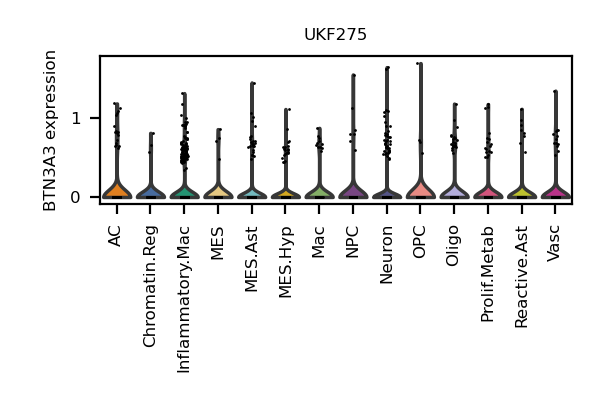 UKF275
BTN3A3 expression
1
0
AC
Chromatin.Reg
Inflammatory.Mac
MES
MES.Ast
MES.Hyp
Mac
NPC
Neuron
OPC
Oligo
Prolif.Metab
Reactive.Ast
Vasc